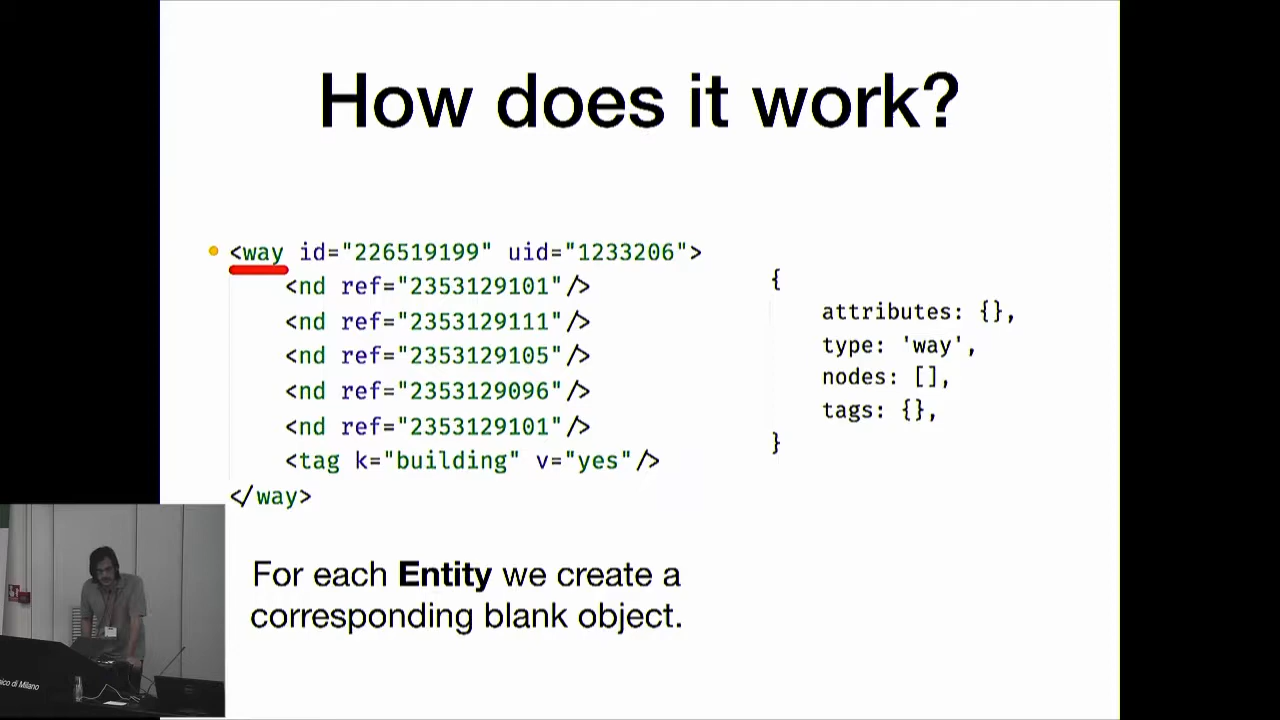 How does it work?
<way id="226519199" uid="1233206">
<nd ref="2353129101"/>
<nd ref="2353129111"/>
<nd ref="2353129105"/>
<nd ref="2353129096"/>
<nd ref="2353129101"/>
<tag k="building" v="yes"/>
</way>
{
attributes: {},
type: 'way',
nodes: [],
tags: {},
}
For each Entity we create a
corresponding blank object.
di Milano